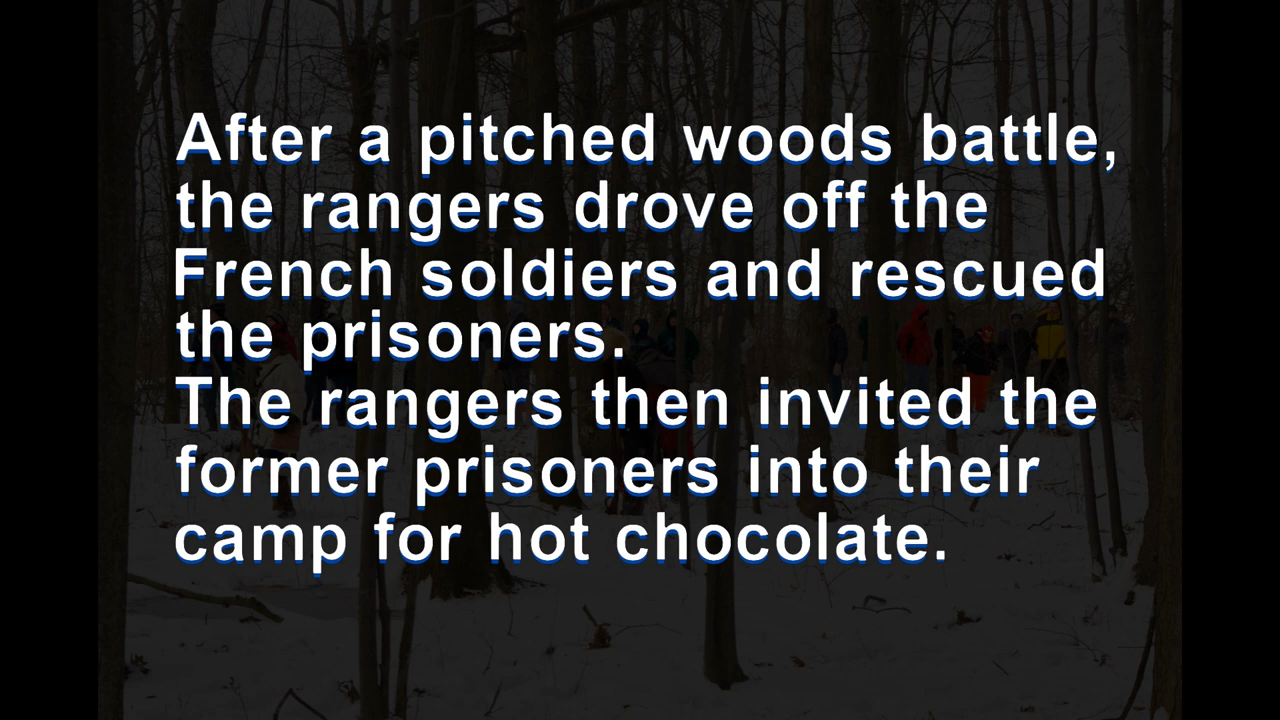 After a pitched woods battle,
the rangers drove off the
French soldiers and rescued
the prisoners.
The rangers then invited the
former prisoners into their
camp for hot chocolate.